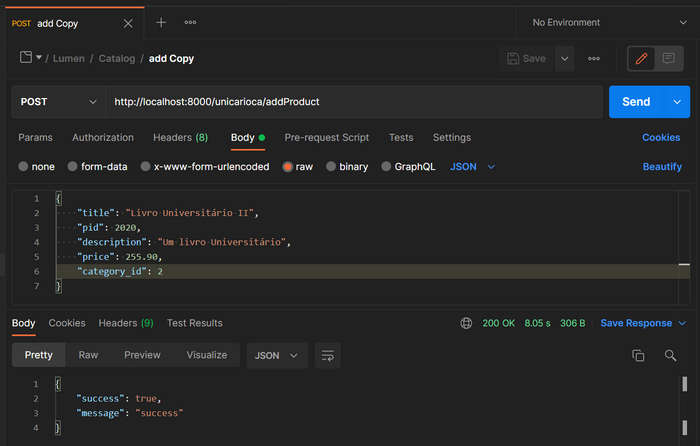 POST add Copy
No Environment
/ Lumen / Catalog / add Copy
Save
POST http://localhost:8000/unicarioca/addProduct Send
Params Authorization Headers (8) Body Pre-request Script Tests Settings Cookies
none form-data x-www-form-urlencoded raw binary GraphQL JSON Beautify
1 {
2 "title": "Livro Universitário II",
3 "pid": 2020,
4 "description": "Um livro Universitário",
5 "price": 255.90,
6 "category_id": 2
7 }
Body Cookies Headers (9) Test Results 200 OK 8.05 s 306 B Save Response
Pretty Raw Preview Visualize JSON
1 {
2 "success": true,
3 "message": "success"
4 }